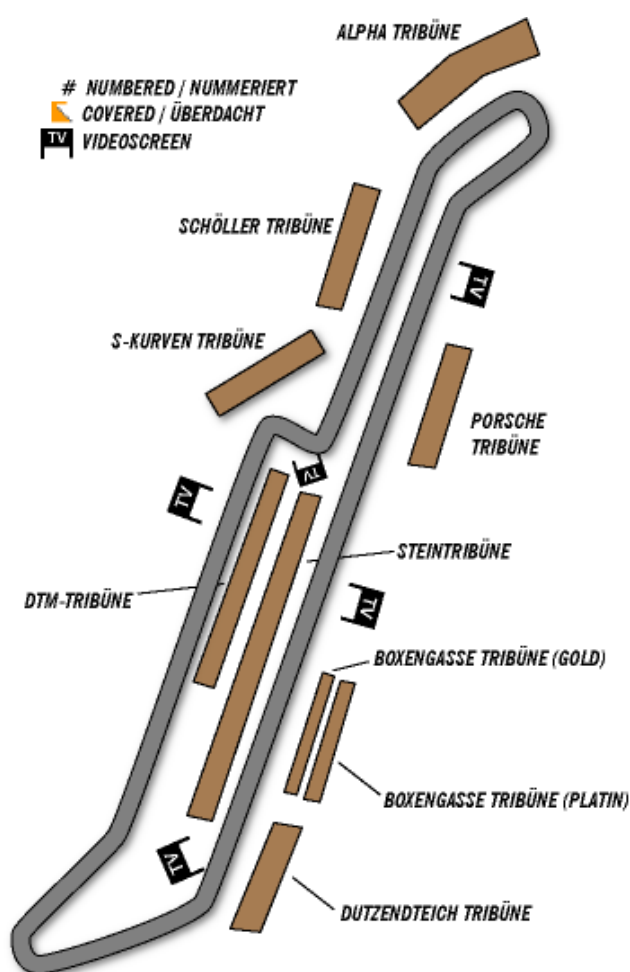 ALPHA TRIBÜNE
# NUMBERED / NUMMERIERT
COVERED / ÜBERDACHT
TV VIDEOSCREEN
SCHÖLLER TRIBÜNE
TV
S-KURVEN TRIBÜNE
PORSCHE
TRIBÜNE
TV
TV
STEINTRIBÜNE
DTM-TRIBÜNE
TV
BOXENGASSE TRIBÜNE (GOLD)
BOXENGASSE TRIBÜNE (PLATIN)
TV
DUTZENDTEICH TRIBÜNE